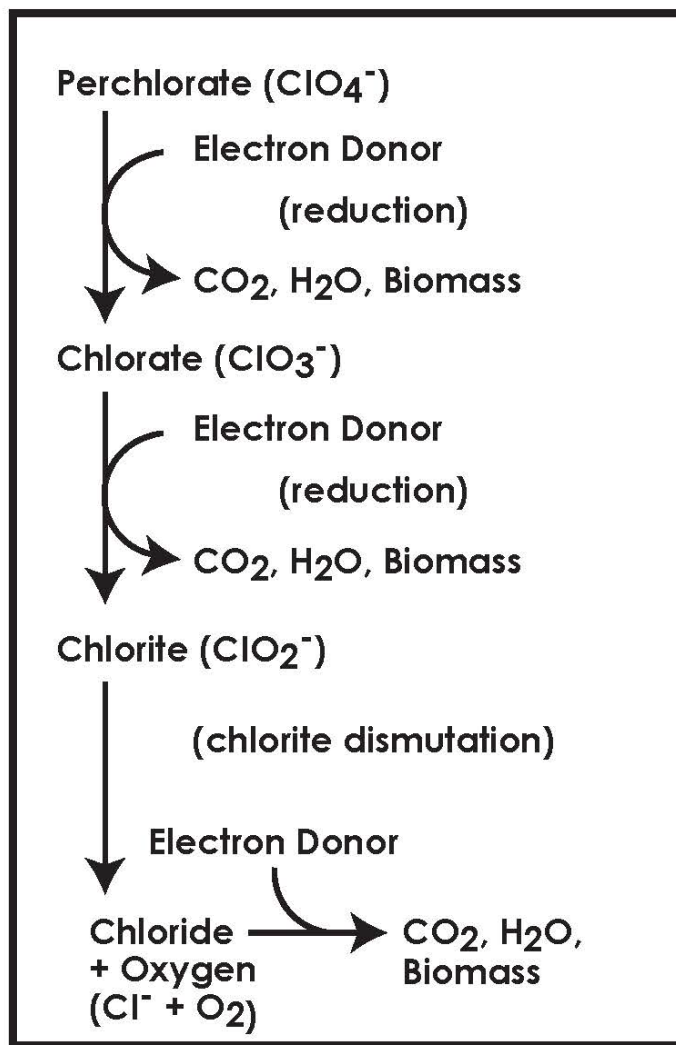 Perchlorate (ClO₄⁻)
Electron Donor
(reduction)
CO₂, H₂O, Biomass
Chlorate (ClO₃⁻)
Electron Donor
(reduction)
CO₂, H₂O, Biomass
Chlorite (ClO₂⁻)
(chlorite dismutation)
Electron Donor
Chloride
+ Oxygen
(Cl⁻ + O₂)
CO₂, H₂O,
Biomass